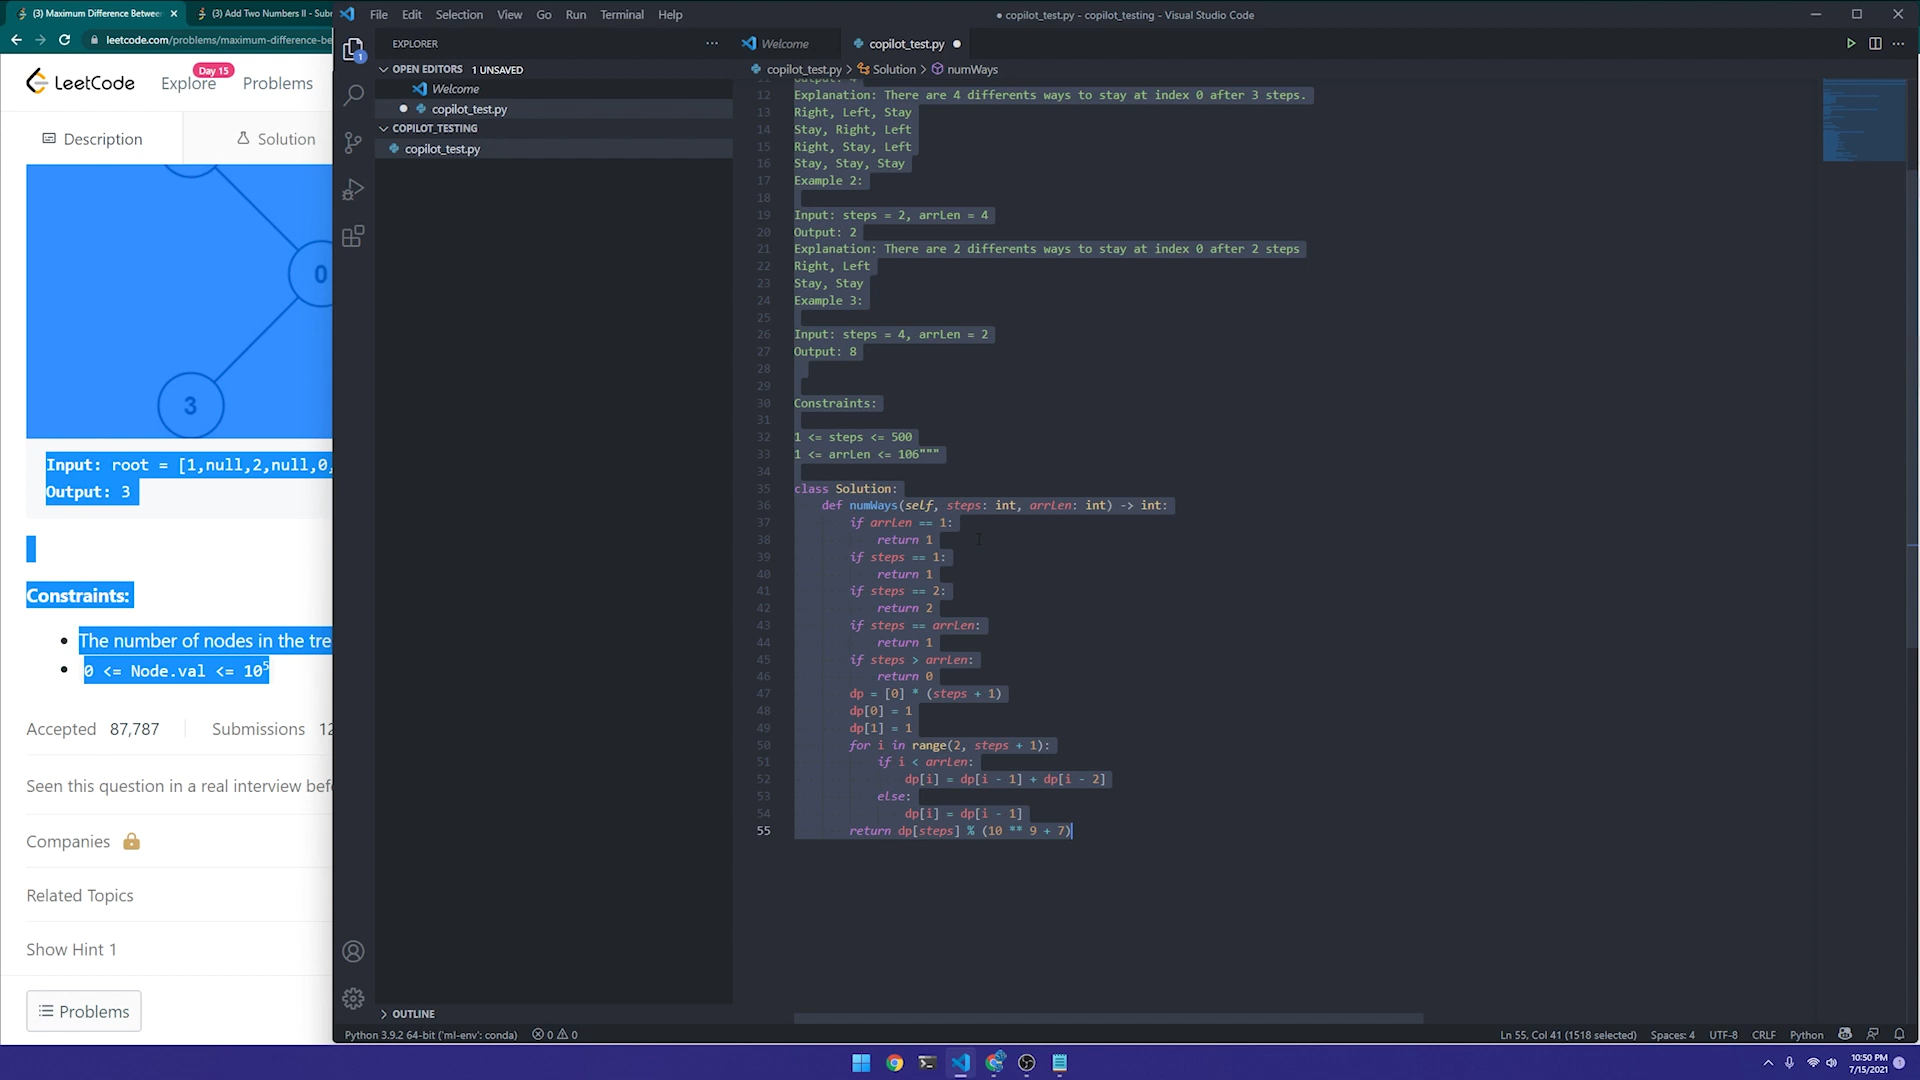 (3) Maximum Difference Betwee
(3) Add Two Numbers II - Sub
leetcode.com/problems/maximum-difference-be
LeetCode
Explore
Day 15
Problems
Description
Solution
0
3
Input: root = [1,null,2,null,0,
Output: 3
Constraints:
• The number of nodes in the tre
• 0 <= Node.val <= 10⁵
Accepted 87,787
Submissions 12
Seen this question in a real interview befo
Companies
Related Topics
Show Hint 1
Problems
File Edit Selection View Go Run Terminal Help
● copilot_test.py - copilot_testing - Visual Studio Code
EXPLORER
OPEN EDITORS 1 UNSAVED
Welcome
copilot_test.py
COPILOT_TESTING
copilot_test.py
OUTLINE
1
Welcome
copilot_test.py
copilot_test.py > Solution > numWays
11 Output: 4
12 Explanation: There are 4 differents ways to stay at index 0 after 3 steps.
13 Right, Left, Stay
14 Stay, Right, Left
15 Right, Stay, Left
16 Stay, Stay, Stay
17 Example 2:
18
19 Input: steps = 2, arrLen = 4
20 Output: 2
21 Explanation: There are 2 differents ways to stay at index 0 after 2 steps
22 Right, Left
23 Stay, Stay
24 Example 3:
25
26 Input: steps = 4, arrLen = 2
27 Output: 8
28
29
30 Constraints:
31
32 1 <= steps <= 500
33 1 <= arrLen <= 106"""
34
35 class Solution:
36 def numWays(self, steps: int, arrLen: int) -> int:
37 if arrLen == 1:
38 return 1
39 if steps == 1:
40 return 1
41 if steps == 2:
42 return 2
43 if steps == arrLen:
44 return 1
45 if steps > arrLen:
46 return 0
47 dp = [0] * (steps + 1)
48 dp[0] = 1
49 dp[1] = 1
50 for i in range(2, steps + 1):
51 if i < arrLen:
52 dp[i] = dp[i - 1] + dp[i - 2]
53 else:
54 dp[i] = dp[i - 1]
55 return dp[steps] % (10 ** 9 + 7)
Python 3.9.2 64-bit ('ml-env': conda)
0 0
Ln 55, Col 41 (1518 selected)
Spaces: 4
UTF-8
CRLF
Python
10:50 PM
7/15/2021
1